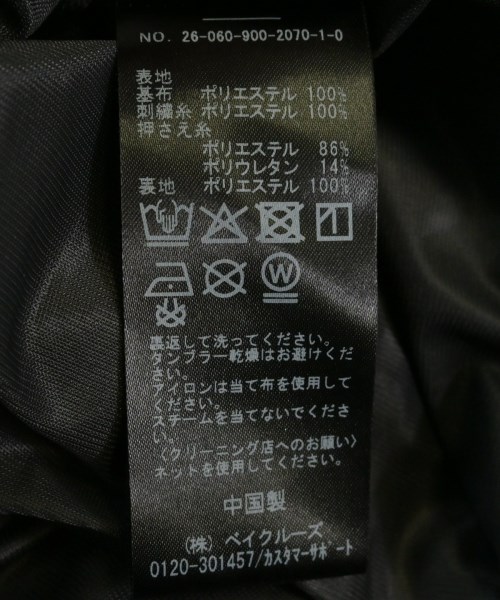 NO. 26-060-900-2070-1-0
表地
基布 ポリエステル 100%
刺繍糸 ポリエステル 100%
押さえ糸
ポリエステル 86%
ポリウレタン 14%
裏地 ポリエステル 100%
W
裏返して洗ってください。
タンブラー乾燥はお避けくだ
さい。
アイロンは当て布を使用して
ください。
スチームを当てないでくださ
い。
〈クリーニング店へのお願い〉
ネットを使用してください。
中国製
(株) ベイクルーズ
0120-301457/カスタマーサポート